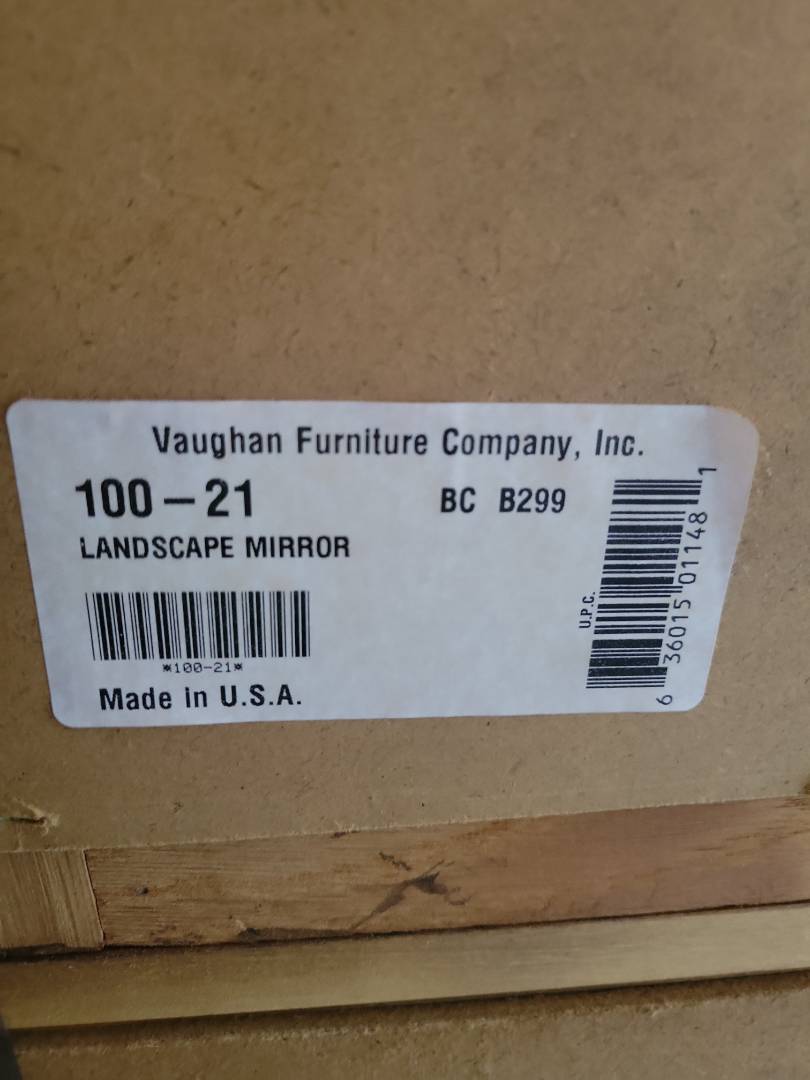 Vaughan Furniture Company, Inc.
100-21 BC B299
LANDSCAPE MIRROR
*100-21*
Made in U.S.A.
U.P.C.
6 36015 01148 1